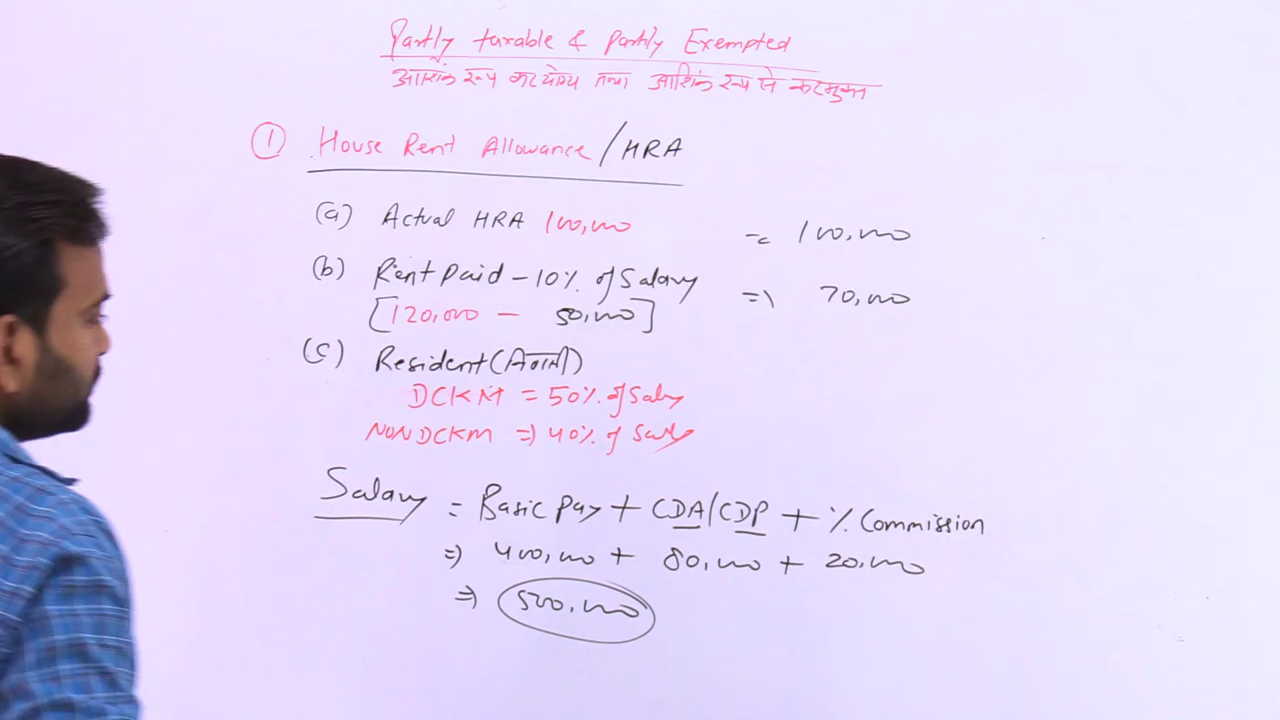 Partly taxable & Partly Exempted
आशिंक रूप करयोग्य तथा आशिंक रूप से करमुक्त
① House Rent Allowance/HRA
(a) Actual HRA 100,000 = 100,000
(b) Rent Paid - 10% of Salary => 70,000
[120,000 - 50,000]
(c) Resident(निवासी)
DCKM = 50% of Salary
NON DCKM => 40% of Salary
Salary = Basic Pay + CDA/CDP + % Commission
=> 400,000 + 80,000 + 20,000
=> 500,000